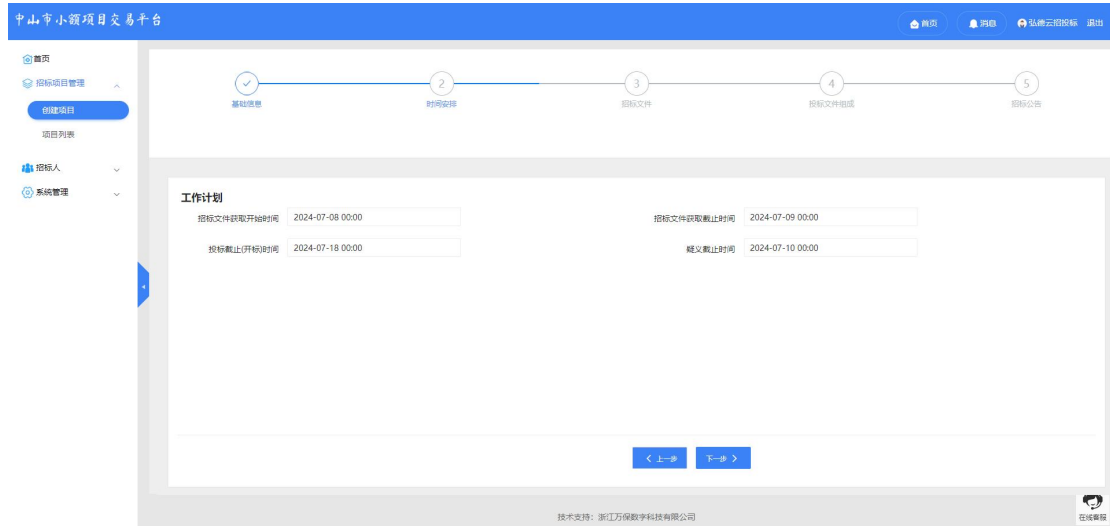 中山市小额项目交易平台
首页 消息 弘德云招投标 退出
首页
招标项目管理
创建项目
项目列表
招标人
系统管理
2 3 4 5
基础信息 时间安排 招标文件 投标文件组成 招标公告
工作计划
招标文件获取开始时间 2024-07-08 00:00 招标文件获取截止时间 2024-07-09 00:00
投标截止(开标)时间 2024-07-18 00:00 疑义截止时间 2024-07-10 00:00
上一步 下一步
技术支持：浙江万保数字科技有限公司
在线客服